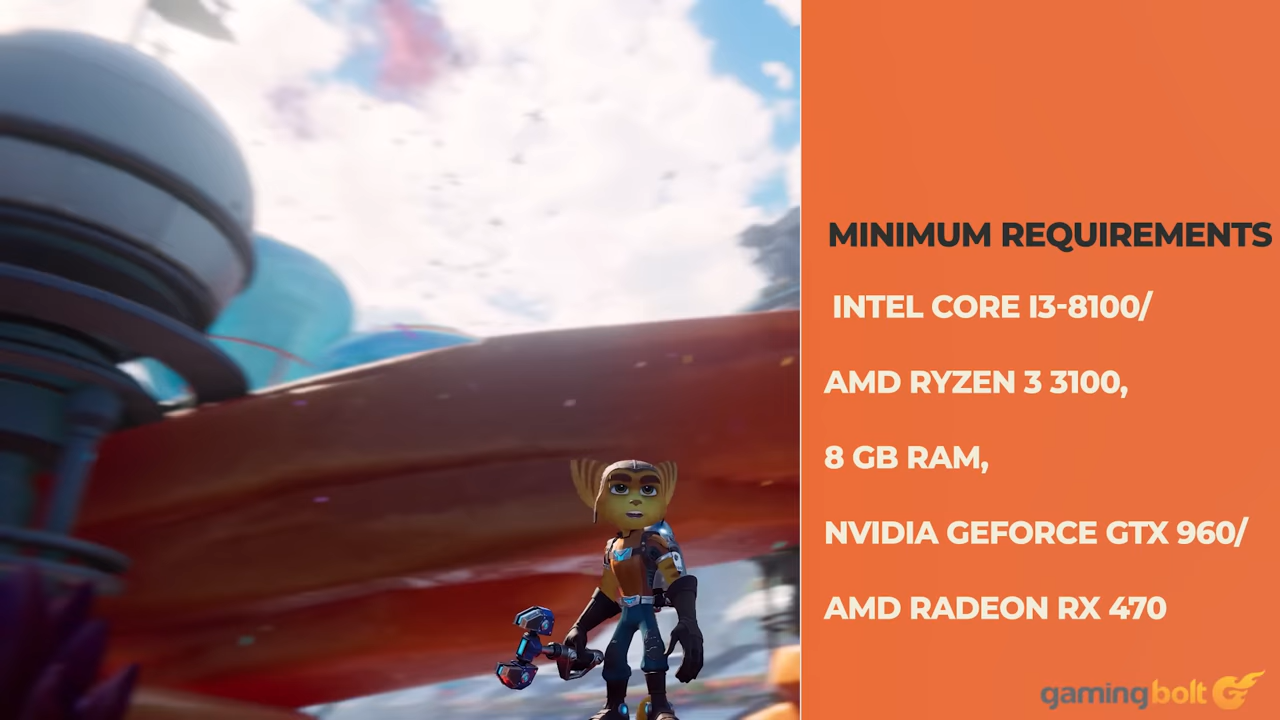 MINIMUM REQUIREMENTS
INTEL CORE I3-8100/
AMD RYZEN 3 3100,
8 GB RAM,
NVIDIA GEFORCE GTX 960/
AMD RADEON RX 470
gamingbolt